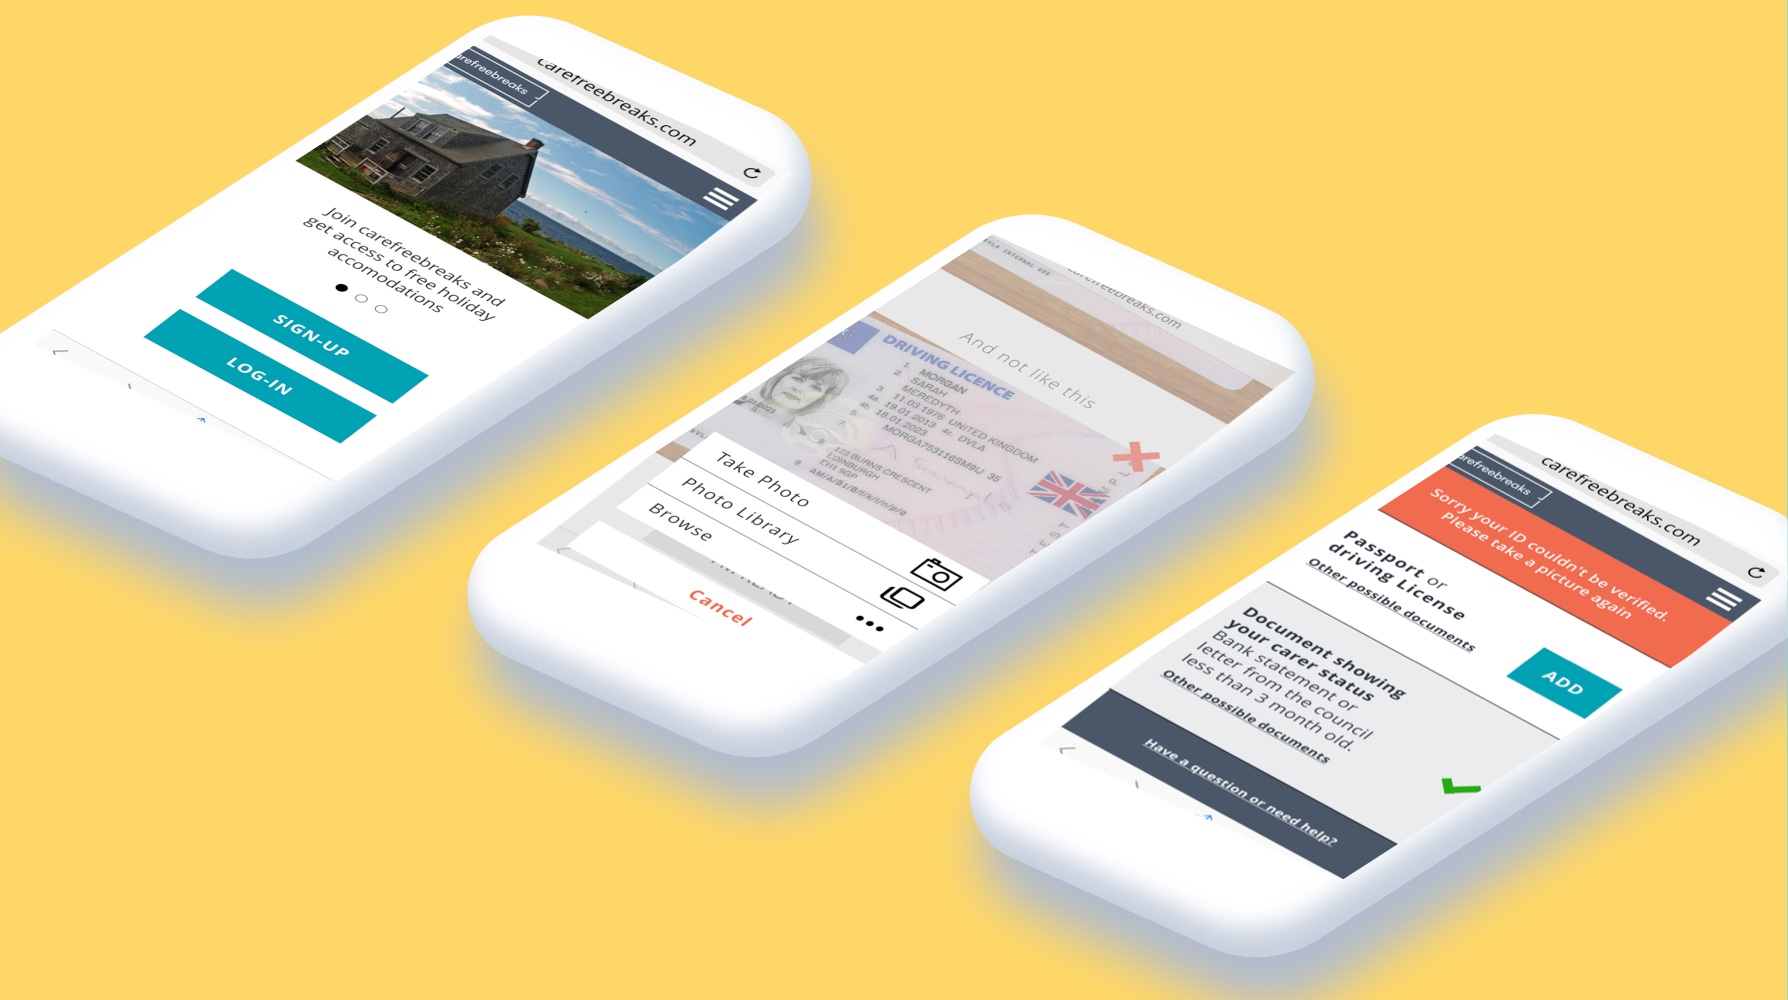 carefreebreaks.com
carefreebreaks
Join carefreebreaks and
get access to free holiday
accomodations
SIGN-UP
LOG-IN
INTERNAL USE
carefreebreaks.com
And not like this
DRIVING LICENCE
1. MORGAN
2. SARAH
MEREDYTH
3. 11.03.1976 UNITED KINGDOM
4a. 19.01.2013 4c. DVLA
4b. 18.01.2023
5. MORGA753116SM9IJ 35
7.
8. 122 BURNS CRESCENT
EDINBURGH
EH1 9GP
9. AM/A/B1/B/f/k/l/n/p/q
Take Photo
Photo Library
Browse
Cancel
carefreebreaks.com
carefreebreaks
Sorry your ID couldn't be verified.
Please take a picture again
Passport or
driving License
Other possible documents
ADD
Document showing
your carer status
Bank statement or
letter from the council
less than 3 month old.
Other possible documents
Have a question or need help?